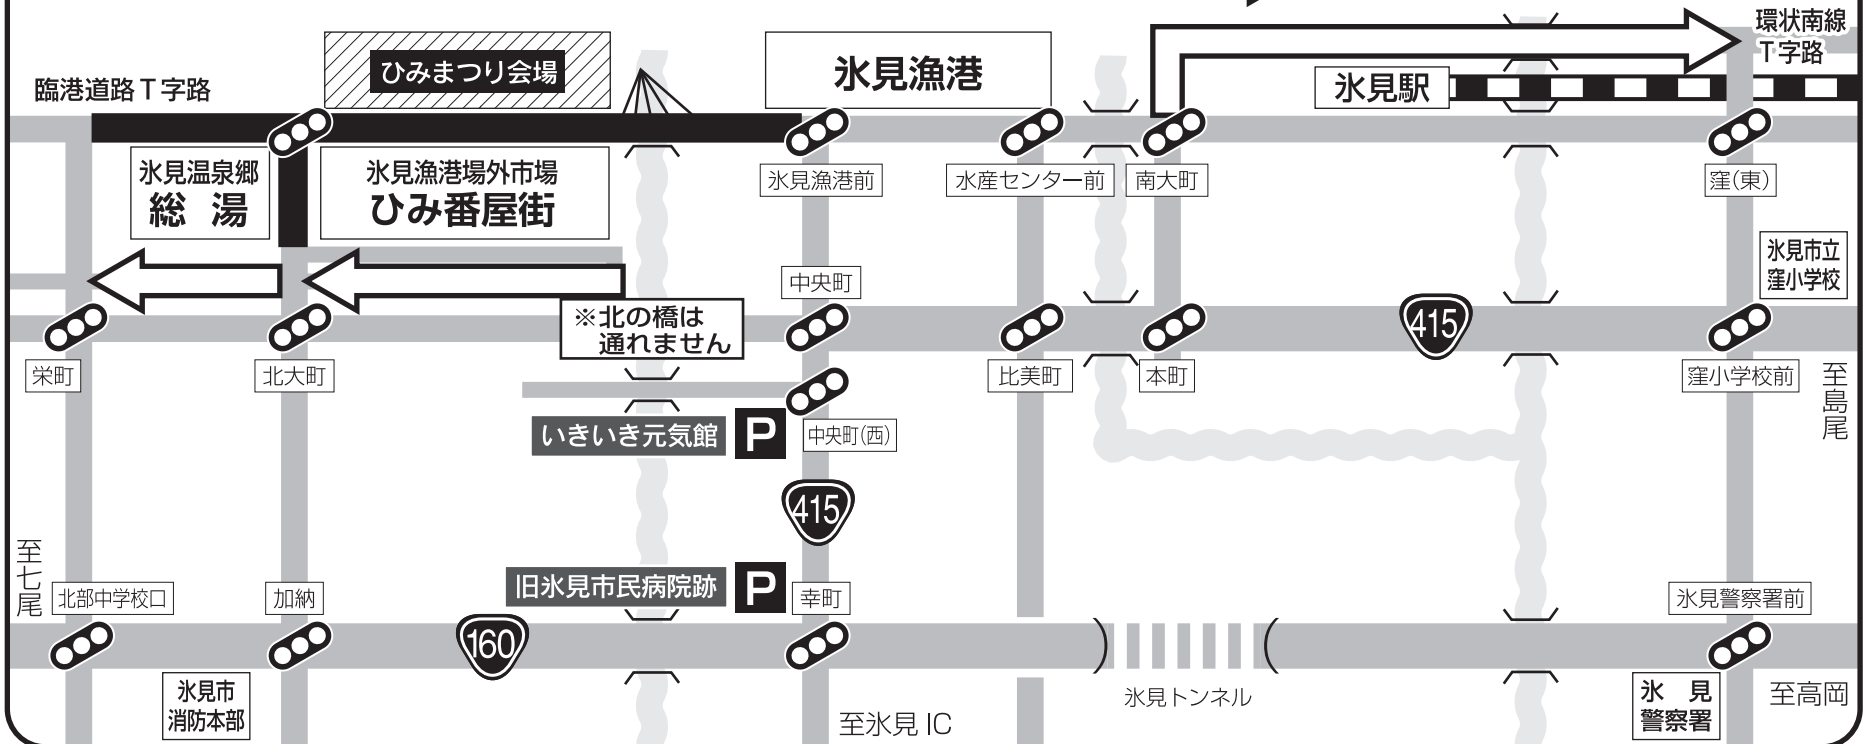 環状南線
T字路
ひみまつり会場
氷見漁港
臨港道路T字路
氷見駅
氷見温泉郷
総 湯
氷見漁港場外市場
ひみ番屋街
氷見漁港前
水産センター前
南大町
窪(東)
氷見市立
窪小学校
中央町
※北の橋は
通れません
415
栄町
北大町
比美町
本町
窪小学校前
至島尾
いきいき元気館
P
中央町(西)
415
至七尾
旧氷見市民病院跡
P
北部中学校口
加納
幸町
氷見警察署前
160
氷見市
消防本部
氷見トンネル
氷 見
警察署
至高岡
至氷見IC